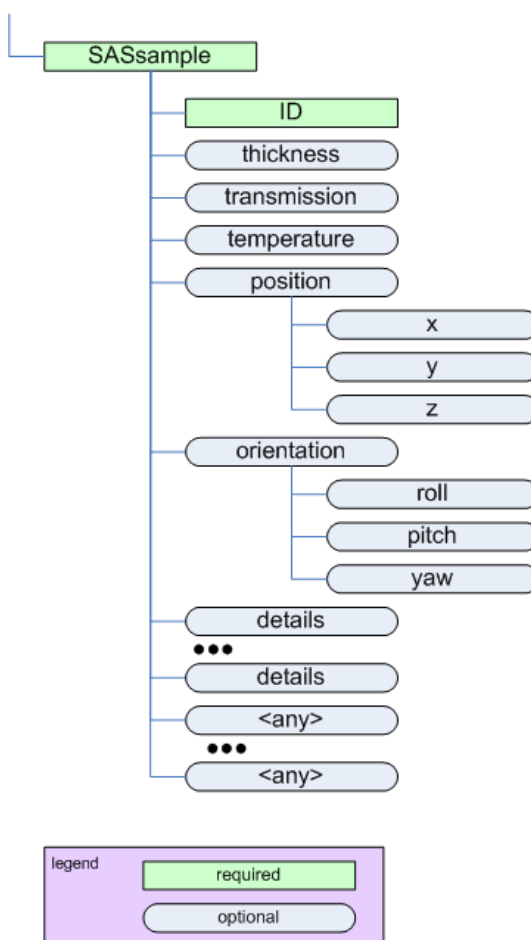 SASsample
ID
thickness
transmission
temperature
position
x
y
z
orientation
roll
pitch
yaw
details
●●●
details
<any>
●●●
<any>
legend
required
optional